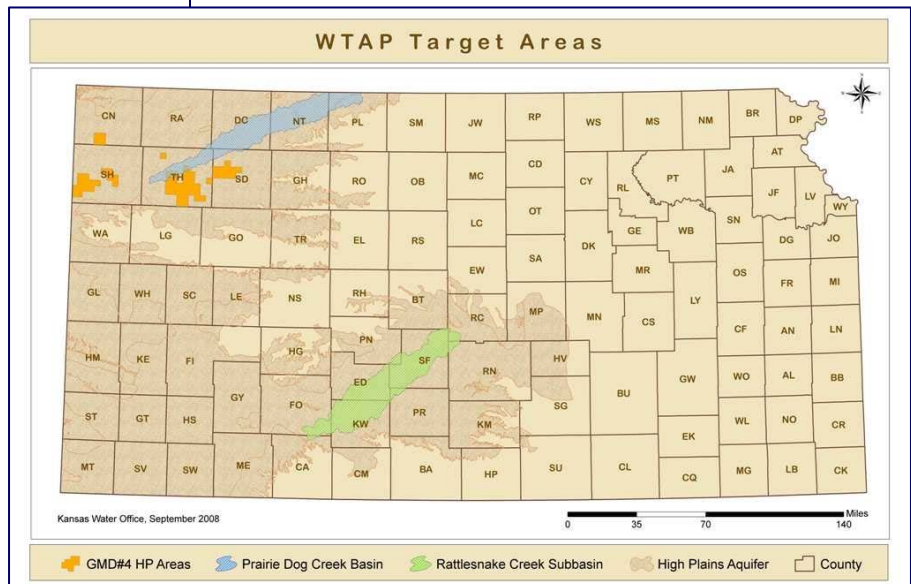 WTAP Target Areas
CN RA DC NT PL SM JW RP WS MS NM BR DP
SH TH SD GH RO OB MC CD CY RL PT JA AT JF LV WY
WA LG GO TR EL RS LC OT DK GE WB SN DG JO
GL WH SC LE NS RH BT EW SA MR OS FR MI
HM KE FI HG PN RC MP MN CS LY CF AN LN
GY FO ED SF RN HV BU GW WO AL BB
ST GT HS KW PR KM SG EK WL NO CR
MT SV SW ME CA CM BA HP SU CL CQ MG LB CK
Kansas Water Office, September 2008
Miles
0 35 70 140
GMD#4 HP Areas Prairie Dog Creek Basin Rattlesnake Creek Subbasin High Plains Aquifer County